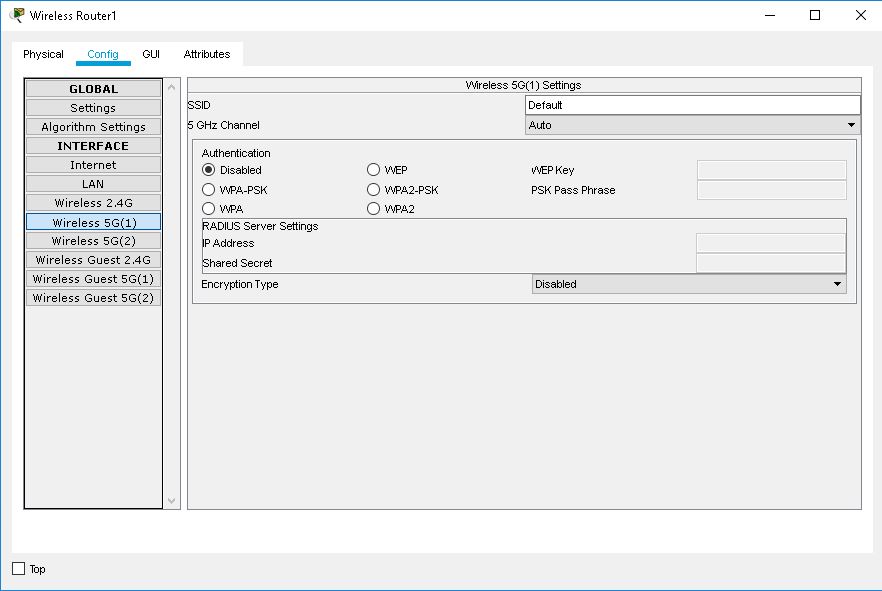 Wireless Router1
Physical Config GUI Attributes
GLOBAL
Settings
Algorithm Settings
INTERFACE
Internet
LAN
Wireless 2.4G
Wireless 5G(1)
Wireless 5G(2)
Wireless Guest 2.4G
Wireless Guest 5G(1)
Wireless Guest 5G(2)
Wireless 5G(1) Settings
SSID Default
5 GHz Channel Auto
Authentication
Disabled WEP WEP Key
WPA-PSK WPA2-PSK PSK Pass Phrase
WPA WPA2
RADIUS Server Settings
IP Address
Shared Secret
Encryption Type Disabled
Top